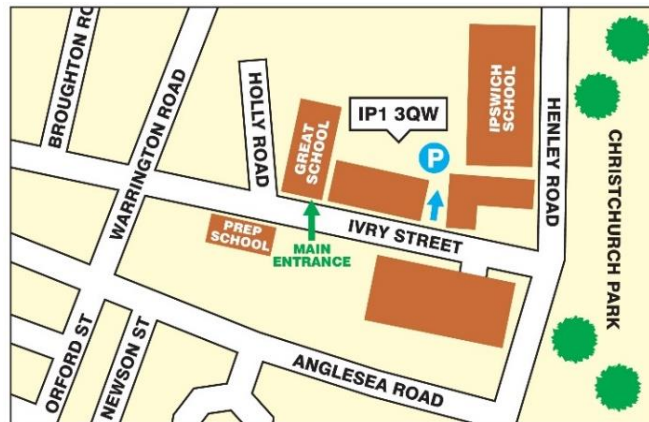 BROUGHTON RO
WARRINGTON ROAD
HOLLY ROAD
GREAT
SCHOOL
IP1 3QW
P
IPSWICH
SCHOOL
HENLEY ROAD
CHRISTCHURCH PARK
PREP
SCHOOL
MAIN
ENTRANCE
IVRY STREET
ORFORD ST
NEWSON ST
ANGLESEA ROAD